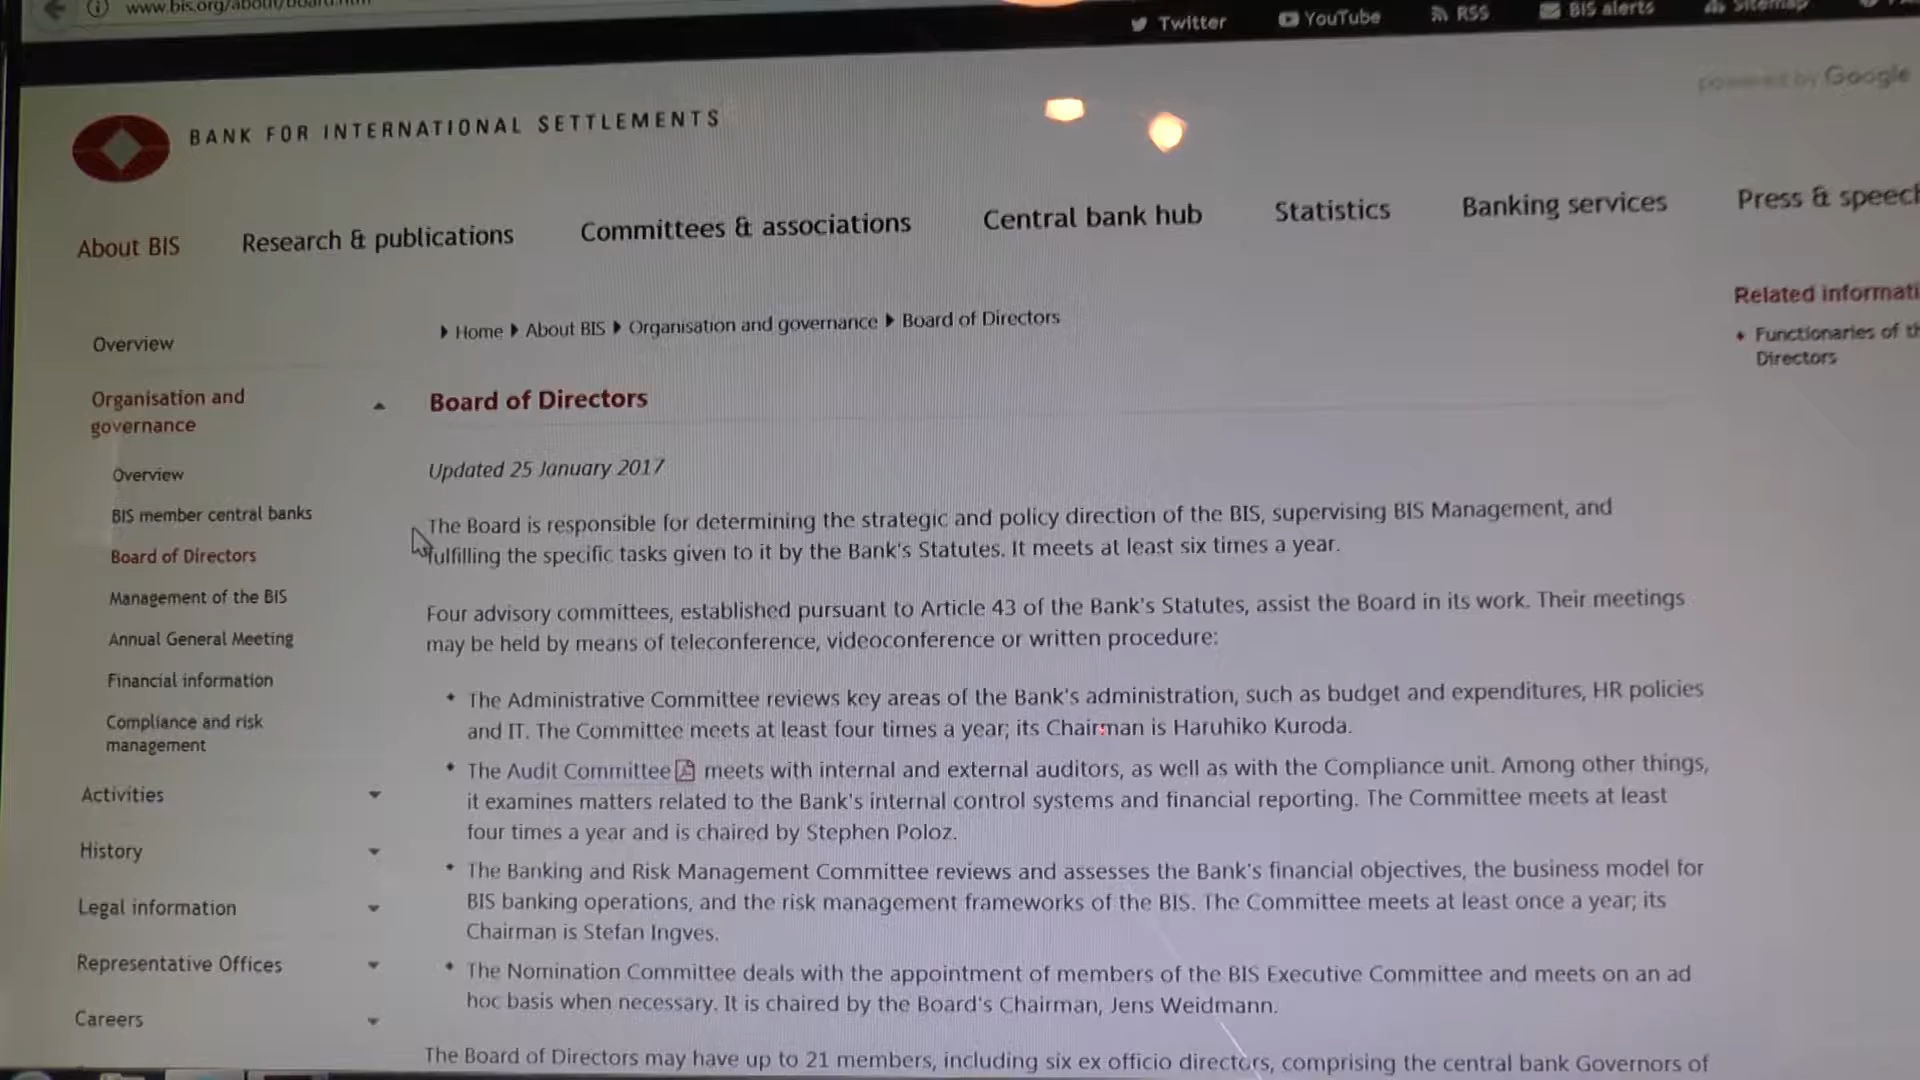 www.bis.org/about/board.htm
Twitter YouTube RSS BIS alerts Sitemap
powered by Google
BANK FOR INTERNATIONAL SETTLEMENTS
About BIS Research & publications Committees & associations Central bank hub Statistics Banking services Press & speech
Home About BIS Organisation and governance Board of Directors
Related informati
Functionaries of th
Directors
Overview
Organisation and
governance
Overview
BIS member central banks
Board of Directors
Management of the BIS
Annual General Meeting
Financial information
Compliance and risk
management
Activities
History
Legal information
Representative Offices
Careers
Board of Directors
Updated 25 January 2017
The Board is responsible for determining the strategic and policy direction of the BIS, supervising BIS Management, and
fulfilling the specific tasks given to it by the Bank's Statutes. It meets at least six times a year.
Four advisory committees, established pursuant to Article 43 of the Bank's Statutes, assist the Board in its work. Their meetings
may be held by means of teleconference, videoconference or written procedure:
The Administrative Committee reviews key areas of the Bank's administration, such as budget and expenditures, HR policies
and IT. The Committee meets at least four times a year; its Chairman is Haruhiko Kuroda.
The Audit Committee meets with internal and external auditors, as well as with the Compliance unit. Among other things,
it examines matters related to the Bank's internal control systems and financial reporting. The Committee meets at least
four times a year and is chaired by Stephen Poloz.
The Banking and Risk Management Committee reviews and assesses the Bank's financial objectives, the business model for
BIS banking operations, and the risk management frameworks of the BIS. The Committee meets at least once a year; its
Chairman is Stefan Ingves.
The Nomination Committee deals with the appointment of members of the BIS Executive Committee and meets on an ad
hoc basis when necessary. It is chaired by the Board's Chairman, Jens Weidmann.
The Board of Directors may have up to 21 members, including six ex officio directors, comprising the central bank Governors of